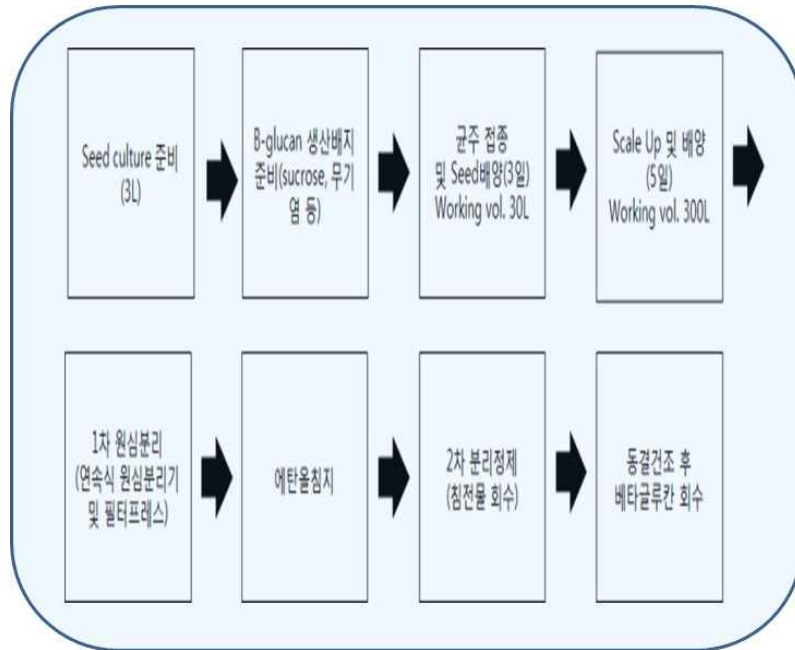 Seed culture 준비
(3L)
B-glucan 생산배지
준비(sucrose, 무기
염 등)
균주 접종
및 Seed배양(3일)
Working vol. 30L
Scale Up 및 배양
(5일)
Working vol. 300L
1차 원심분리
(연속식 원심분리기
및 필터프레스)
에탄올침지
2차 분리정제
(침전물 회수)
동결건조 후
베타글루칸 회수